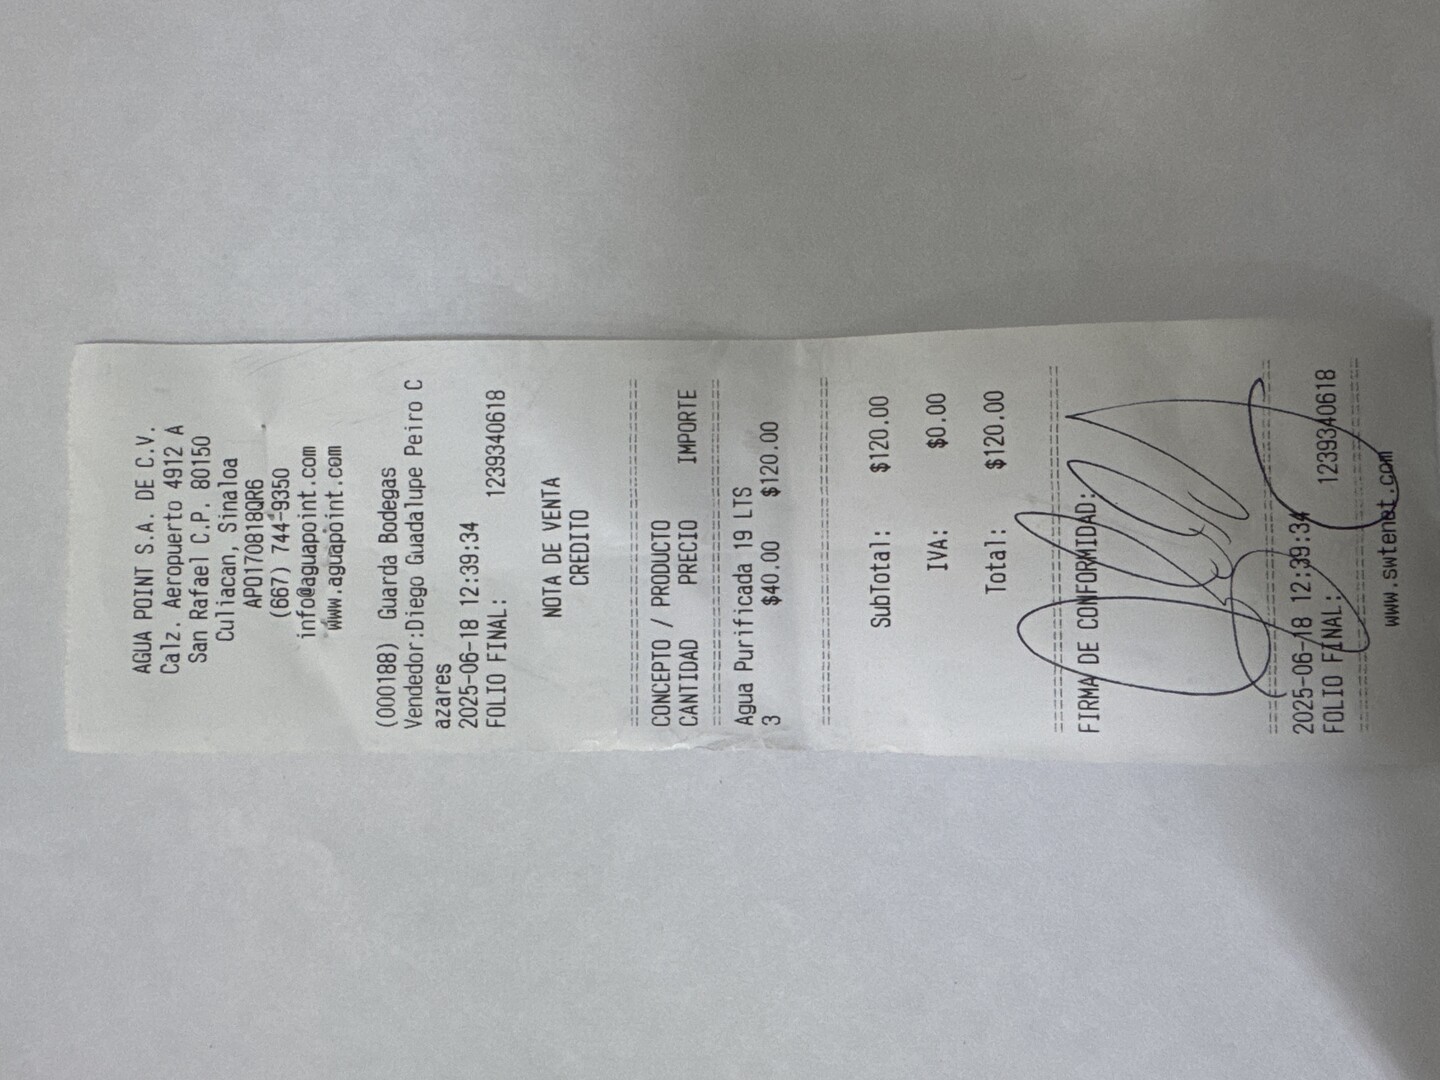 AGUA POINT S.A. DE C.V.
Calz. Aeropuerto 4912 A
San Rafael C.P. 80150
Culiacan, Sinaloa
APO170818QR6
(667) 744-9350
info@aguapoint.com
www.aguapoint.com
(000188) Guarda Bodegas
Vendedor:Diego Guadalupe Peiro C
azares
2025-06-18 12:39:34
FOLIO FINAL: 1239340618
NOTA DE VENTA
CREDITO
================================
CONCEPTO / PRODUCTO
CANTIDAD PRECIO IMPORTE
================================
Agua Purificada 19 LTS
3 $40.00 $120.00
================================
SubTotal: $120.00
IVA: $0.00
Total: $120.00
================================
FIRMA DE CONFORMIDAD:
================================
2025-06-18 12:39:34
FOLIO FINAL: 1239340618
================================
www.swtenet.com